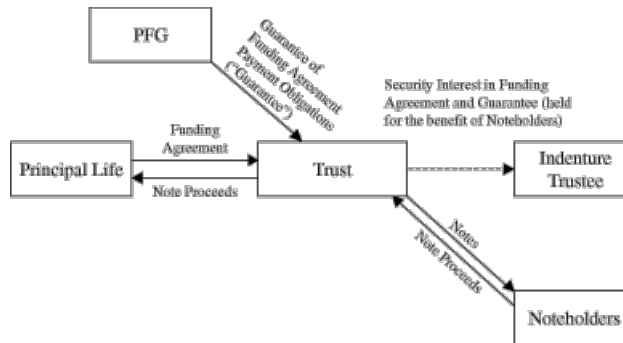 PFG
Guarantee of
Funding Agreement
Payment Obligations
("Guarantee")
Security Interest in Funding
Agreement and Guarantee (held
for the benefit of Noteholders)
Funding
Agreement
Principal Life
Note Proceeds
Trust
Indenture
Trustee
Notes
Note Proceeds
Noteholders